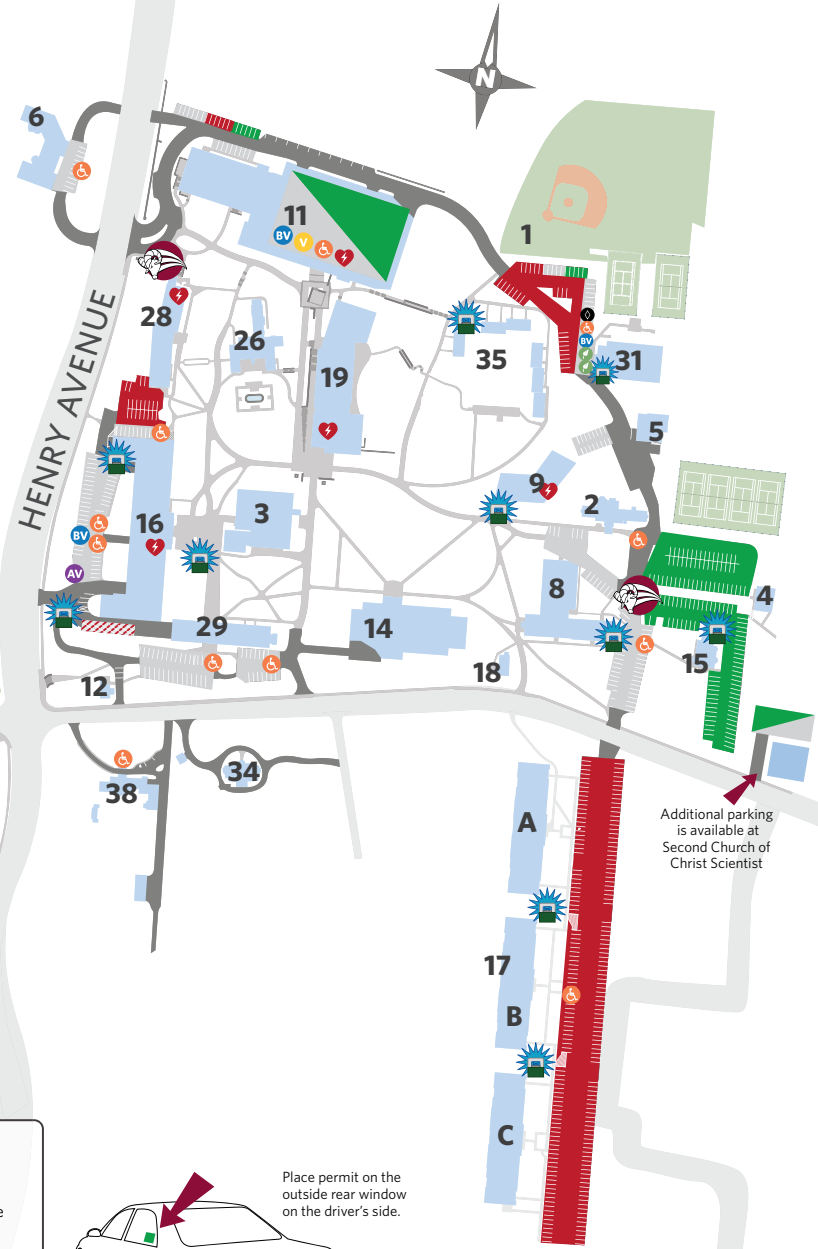 N
6
1
11
BV
V
28
26
19
35
BV
31
5
HENRY AVENUE
9
2
16
3
BV
AV
8
4
29
14
15
18
12
34
38
Additional parking
is available at
Second Church of
Christ Scientist
A
17
B
C
Place permit on the
outside rear window
on the driver's side.
e